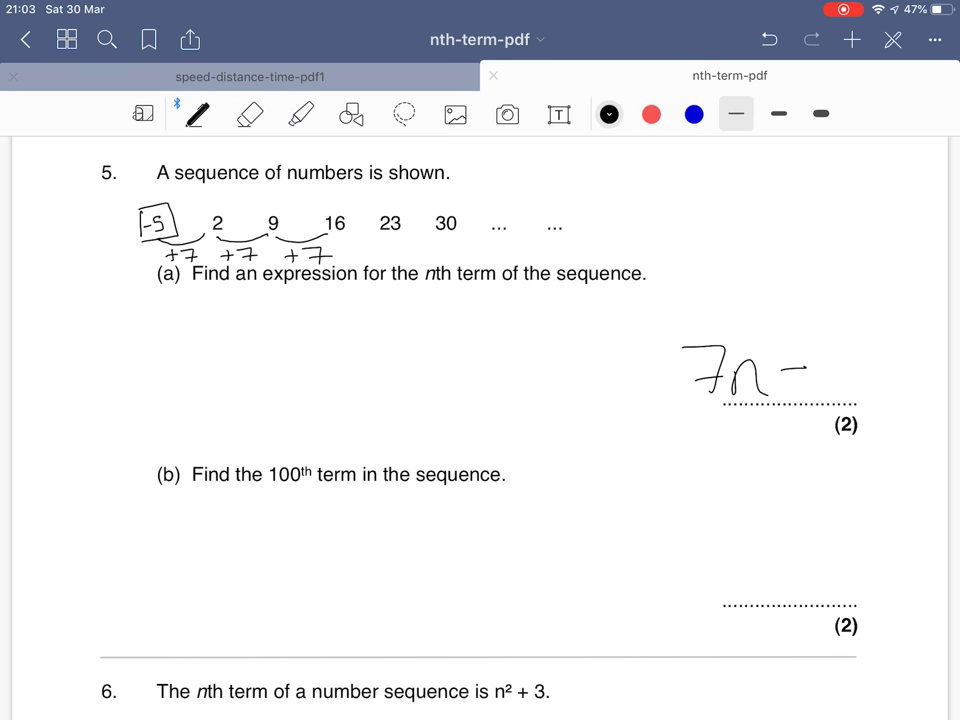 21:03 Sat 30 Mar 47%
nth-term-pdf
speed-distance-time-pdf1 nth-term-pdf
5. A sequence of numbers is shown.
-5 2 9 16 23 30 ... ...
+7 +7 +7
(a) Find an expression for the nth term of the sequence.
7n -
........................
(2)
(b) Find the 100th term in the sequence.
........................
(2)
6. The nth term of a number sequence is n² + 3.